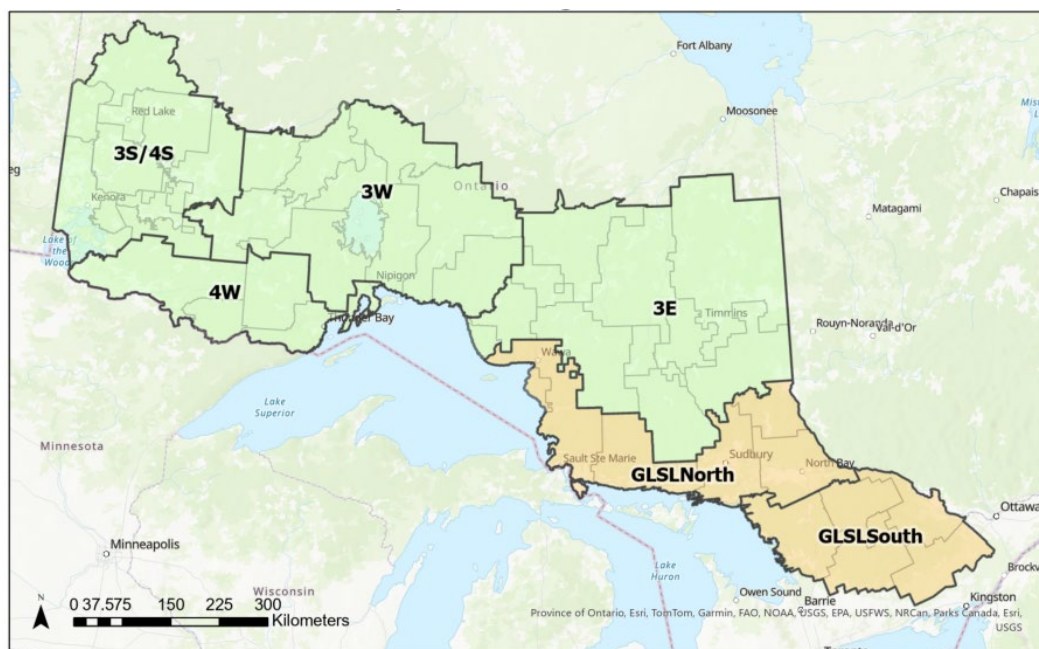 Fort Albany
Moosonee
Red Lake
3S/4S
3W
Ontario
Chapais
Kenora
Matagami
Lake of
the
Woods
Nipigon
4W
3E
Timmins
Thunder Bay
Rouyn-Noranda
Val-d'Or
Wawa
Lake
Superior
Minnesota
Sault Ste Marie
Sudbury
North Bay
GLSLNorth
Ottawa
GLSLSouth
Minneapolis
Lake
Huron
Brockv
Wisconsin
N
Owen Sound
Barrie
Kingston
0 37.575 150 225 300
Kilometers
Province of Ontario, Esri, TomTom, Garmin, FAO, NOAA, USGS, EPA, USFWS, NRCan, Parks Canada, Esri,
USGS